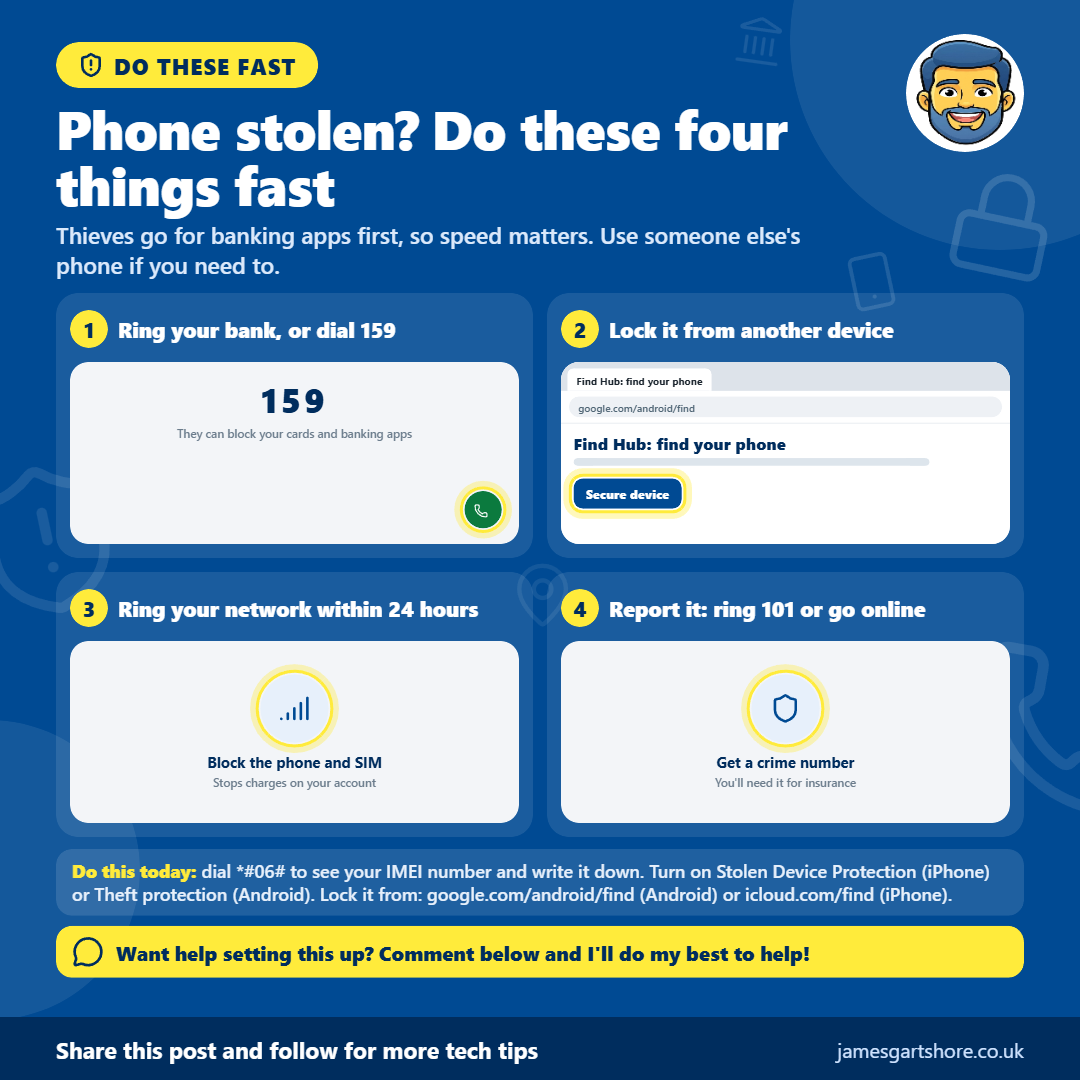 DO THESE FAST
Phone stolen? Do these four
things fast
Thieves go for banking apps first, so speed matters. Use someone else's
phone if you need to.
1 Ring your bank, or dial 159
159
They can block your cards and banking apps
2 Lock it from another device
Find Hub: find your phone
google.com/android/find
Find Hub: find your phone
Secure device
3 Ring your network within 24 hours
Block the phone and SIM
Stops charges on your account
4 Report it: ring 101 or go online
Get a crime number
You'll need it for insurance
Do this today: dial *#06# to see your IMEI number and write it down. Turn on Stolen Device Protection (iPhone)
or Theft protection (Android). Lock it from: google.com/android/find (Android) or icloud.com/find (iPhone).
Want help setting this up? Comment below and I'll do my best to help!
Share this post and follow for more tech tips
jamesgartshore.co.uk